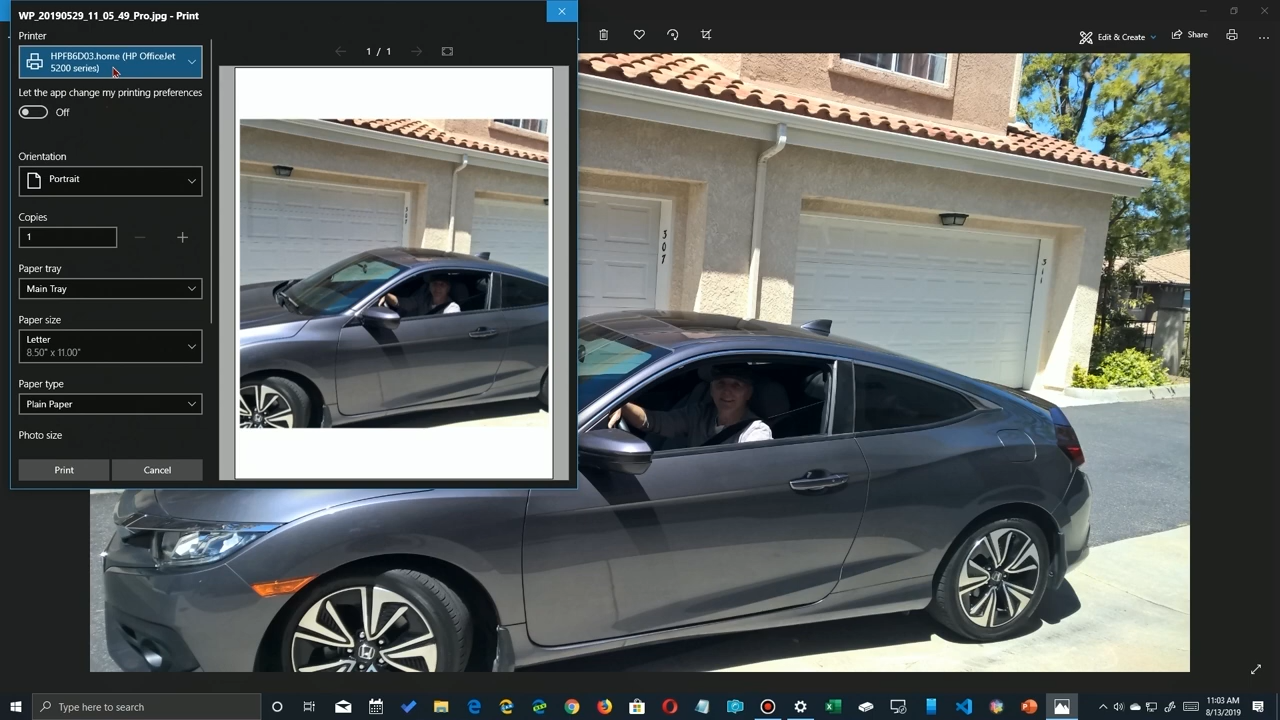 WP_20190529_11_05_49_Pro.jpg - Print
Printer
HPFB6D03.home (HP OfficeJet
5200 series)
Let the app change my printing preferences
Off
Orientation
Portrait
Copies
1
Paper tray
Main Tray
Paper size
Letter
8.50" x 11.00"
Paper type
Plain Paper
Photo size
Print
Cancel
1 / 1
Edit & Create
Share
307
311
Type here to search
11:03 AM
8/13/2019